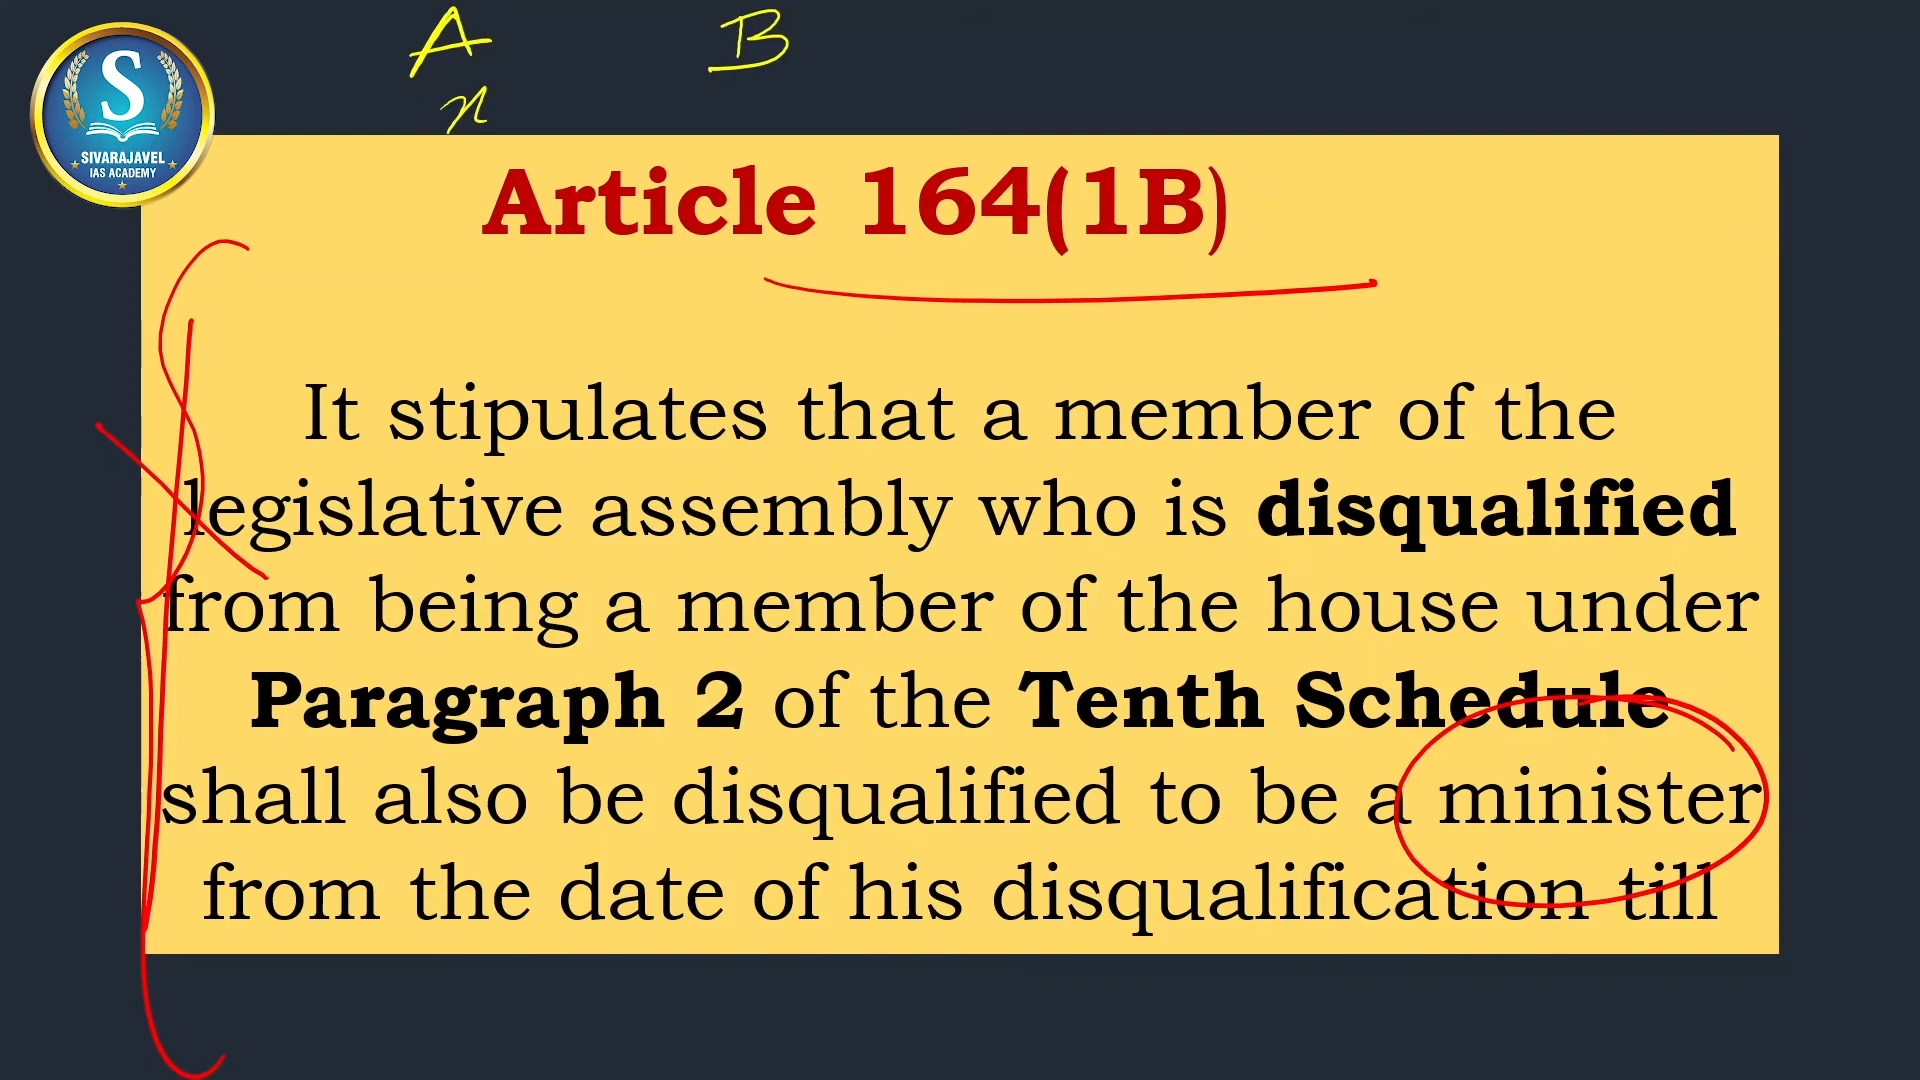 A
B
x
S
SIVARAJAVEL
IAS ACADEMY
Article 164(1B)
It stipulates that a member of the
legislative assembly who is disqualified
from being a member of the house under
Paragraph 2 of the Tenth Schedule
shall also be disqualified to be a minister
from the date of his disqualification till